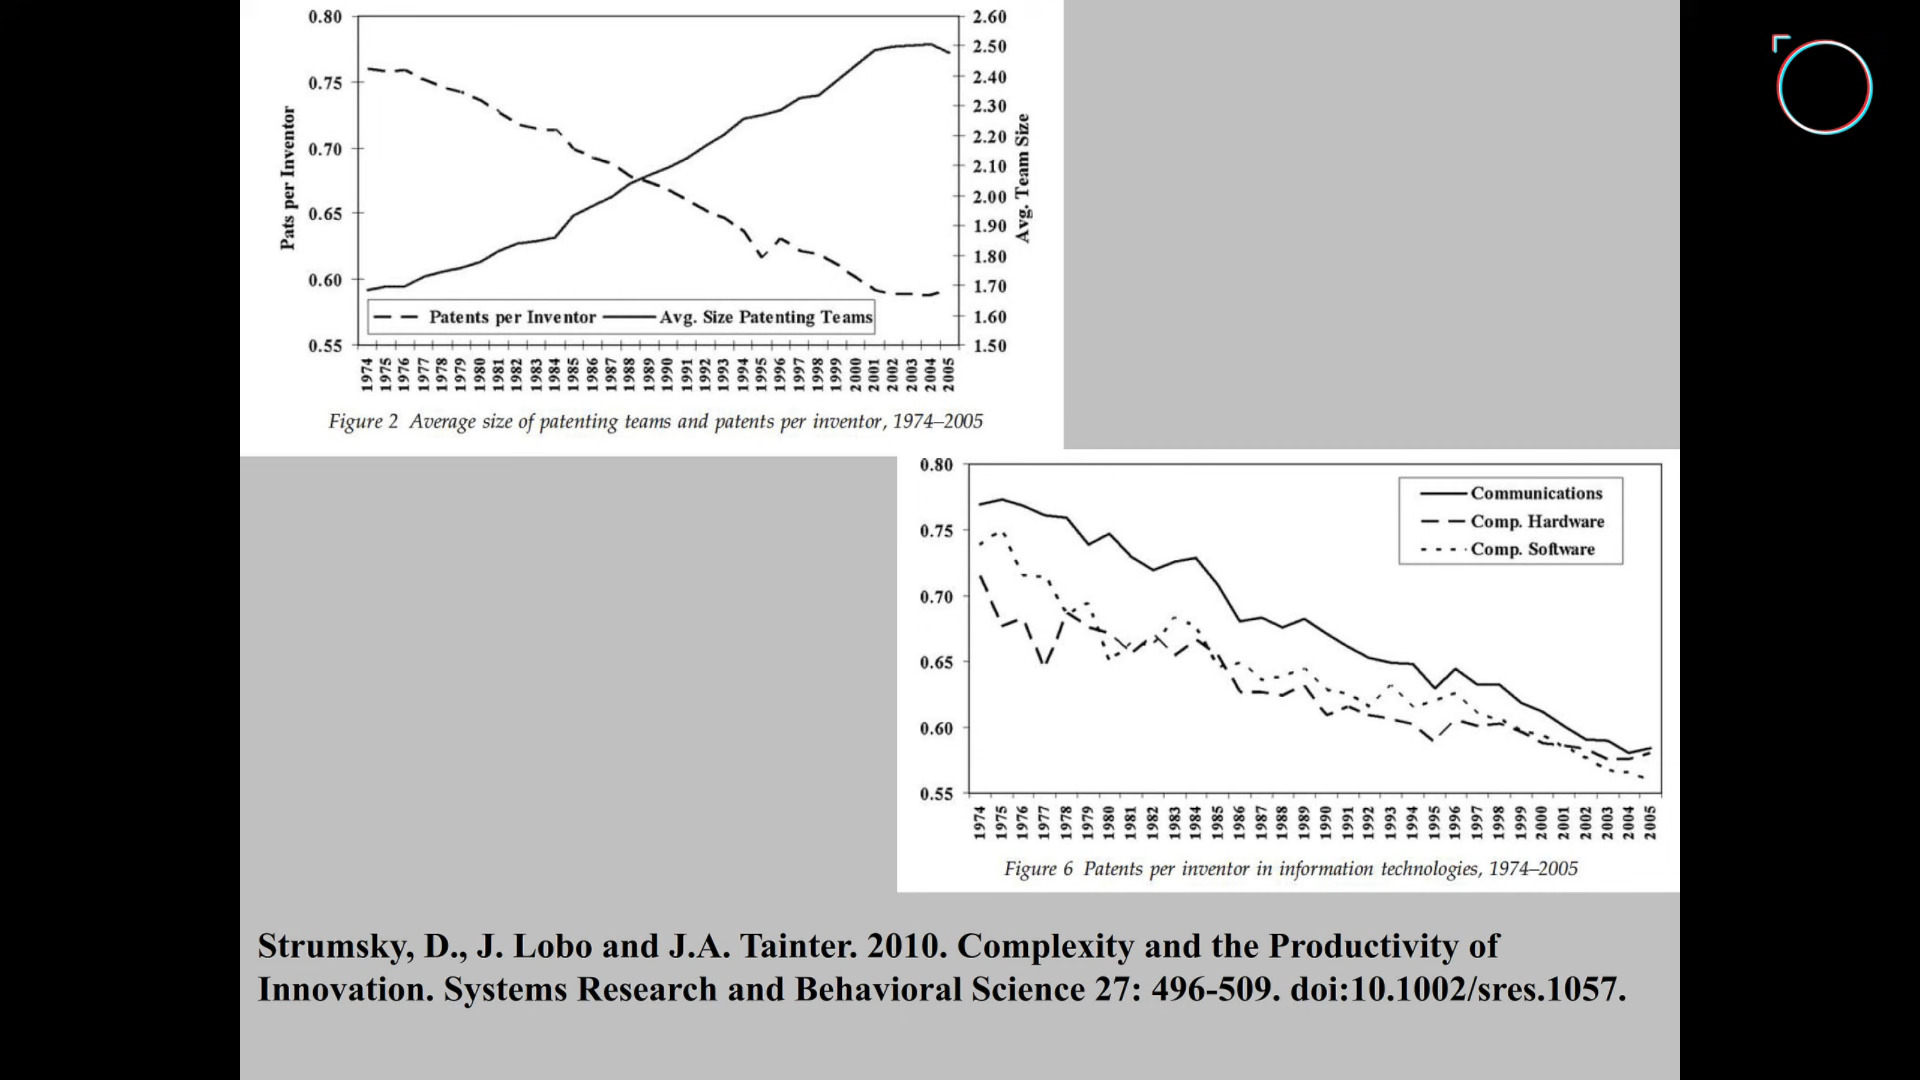 0.80
0.75
0.70
0.65
0.60
0.55
Pats per Inventor
2.60
2.50
2.40
2.30
2.20
2.10
2.00
1.90
1.80
1.70
1.60
1.50
Avg. Team Size
Patents per Inventor Avg. Size Patenting Teams
1974 1975 1976 1977 1978 1979 1980 1981 1982 1983 1984 1985 1986 1987 1988 1989 1990 1991 1992 1993 1994 1995 1996 1997 1998 1999 2000 2001 2002 2003 2004 2005
Figure 2 Average size of patenting teams and patents per inventor, 1974–2005
0.80
0.75
0.70
0.65
0.60
0.55
Communications
Comp. Hardware
Comp. Software
1974 1975 1976 1977 1978 1979 1980 1981 1982 1983 1984 1985 1986 1987 1988 1989 1990 1991 1992 1993 1994 1995 1996 1997 1998 1999 2000 2001 2002 2003 2004 2005
Figure 6 Patents per inventor in information technologies, 1974–2005
Strumsky, D., J. Lobo and J.A. Tainter. 2010. Complexity and the Productivity of
Innovation. Systems Research and Behavioral Science 27: 496-509. doi:10.1002/sres.1057.